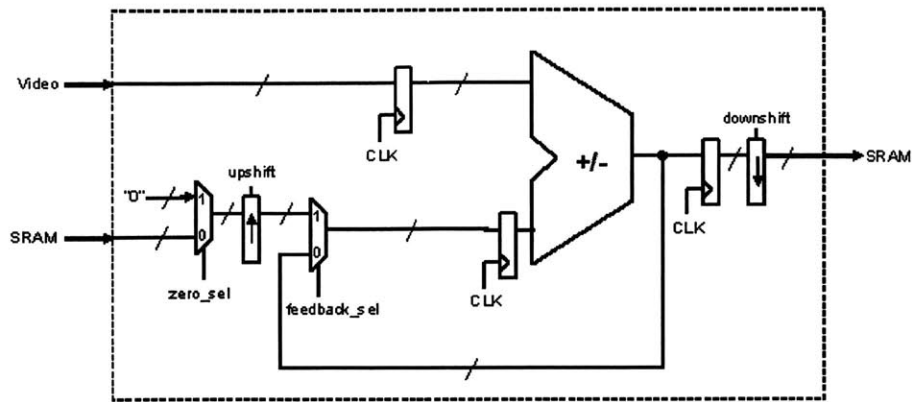 Video
CLK
+/-
downshift
SRAM
CLK
"0"
1
0
upshift
1
0
SRAM
zero_sel
feedback_sel
CLK